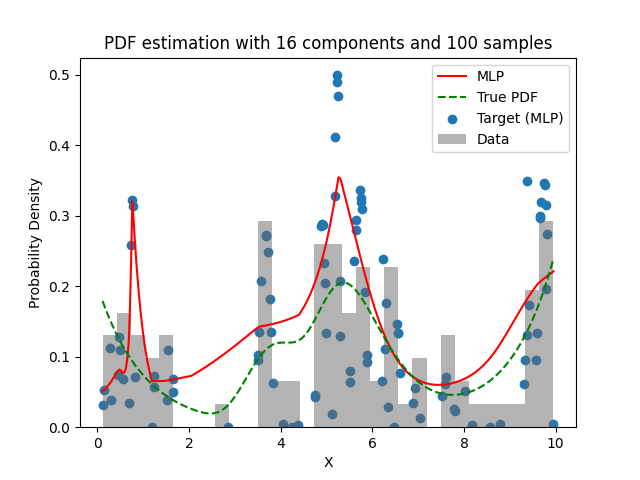 PDF estimation with 16 components and 100 samples
MLP
True PDF
Target (MLP)
Data
Probability Density
0.5
0.4
0.3
0.2
0.1
0.0
0 2 4 6 8 10
X